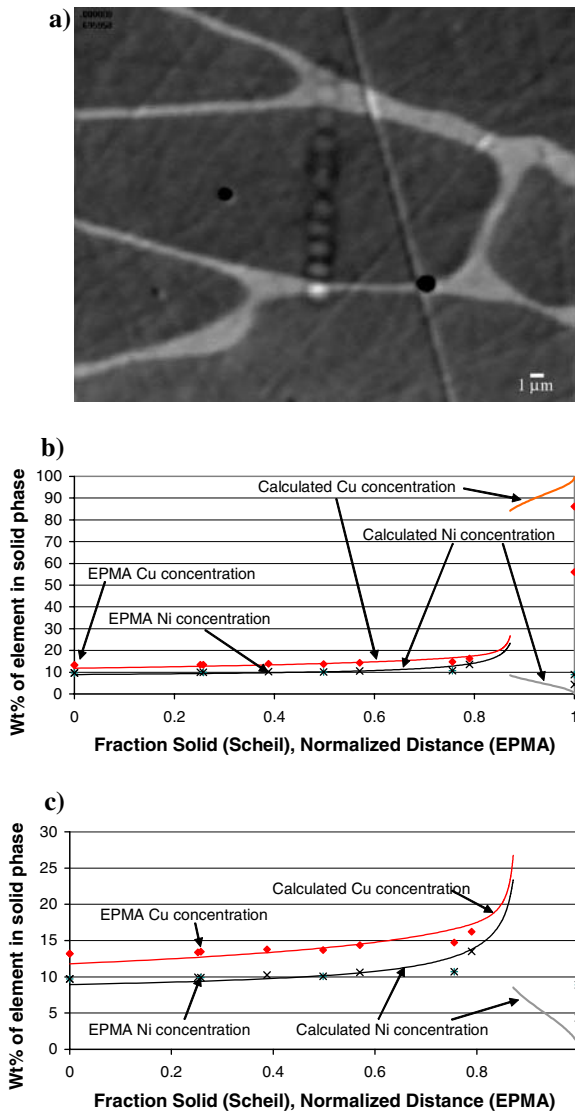 a)
1 μm
b)
Wt% of element in solid phase
100
90
80
70
60
50
40
30
20
10
0
Calculated Cu concentration
Calculated Ni concentration
EPMA Cu concentration
EPMA Ni concentration
0 0.2 0.4 0.6 0.8 1
Fraction Solid (Scheil), Normalized Distance (EPMA)
c)
Wt% of element in solid phase
30
25
20
15
10
5
0
Calculated Cu concentration
EPMA Cu concentration
EPMA Ni concentration
Calculated Ni concentration
0 0.2 0.4 0.6 0.8
Fraction Solid (Scheil), Normalized Distance (EPMA)